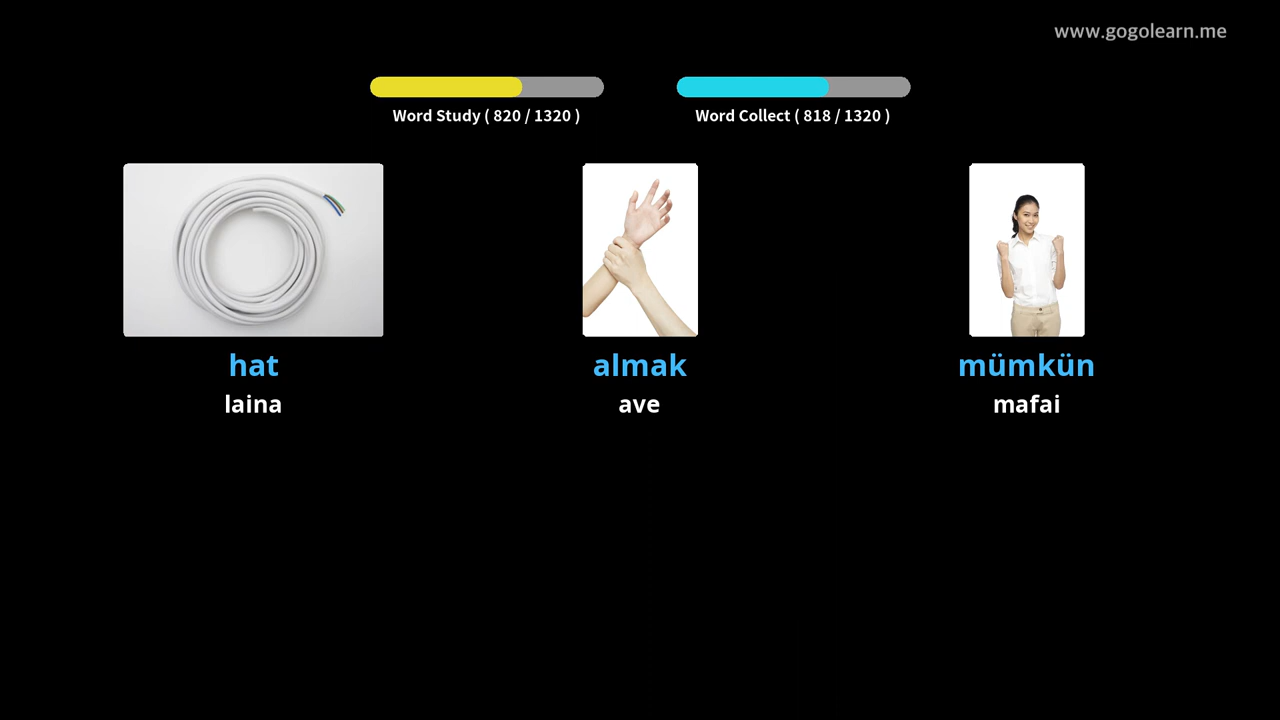 www.gogolearn.me
Word Study ( 820 / 1320 )
Word Collect ( 818 / 1320 )
hat
laina
almak
ave
mümkün
mafai